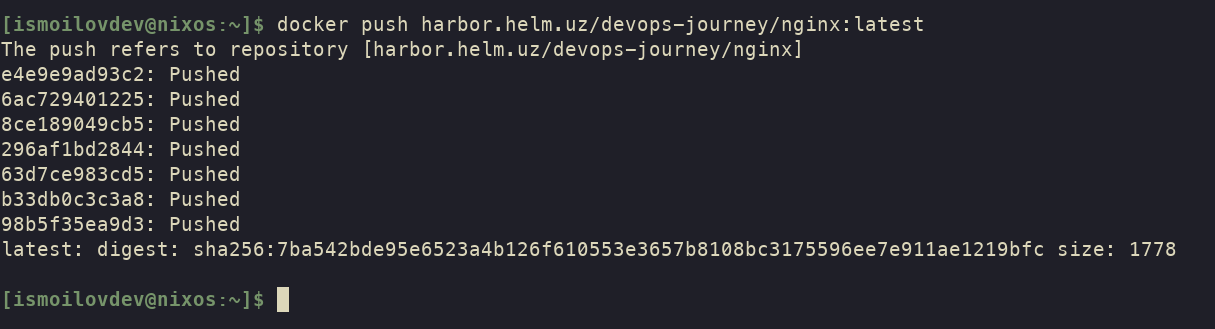 [ismoilovdev@nixos:~]$ docker push harbor.helm.uz/devops-journey/nginx:latest
The push refers to repository [harbor.helm.uz/devops-journey/nginx]
e4e9e9ad93c2: Pushed
6ac729401225: Pushed
8ce189049cb5: Pushed
296af1bd2844: Pushed
63d7ce983cd5: Pushed
b33db0c3c3a8: Pushed
98b5f35ea9d3: Pushed
latest: digest: sha256:7ba542bde95e6523a4b126f610553e3657b8108bc3175596ee7e911ae1219bfc size: 1778
[ismoilovdev@nixos:~]$